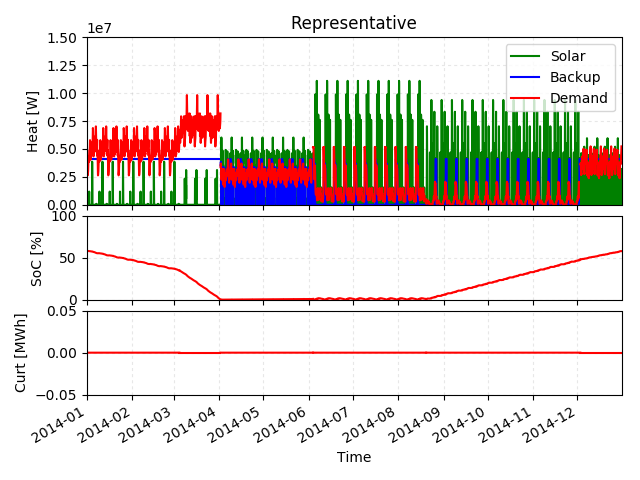 Representative
1e7
1.50
1.25
1.00
0.75
0.50
0.25
0.00
Heat [W]
Solar
Backup
Demand
100
50
0
SoC [%]
0.05
0.00
−0.05
Curt [MWh]
2014-01
2014-02
2014-03
2014-04
2014-05
2014-06
2014-07
2014-08
2014-09
2014-10
2014-11
2014-12
Time